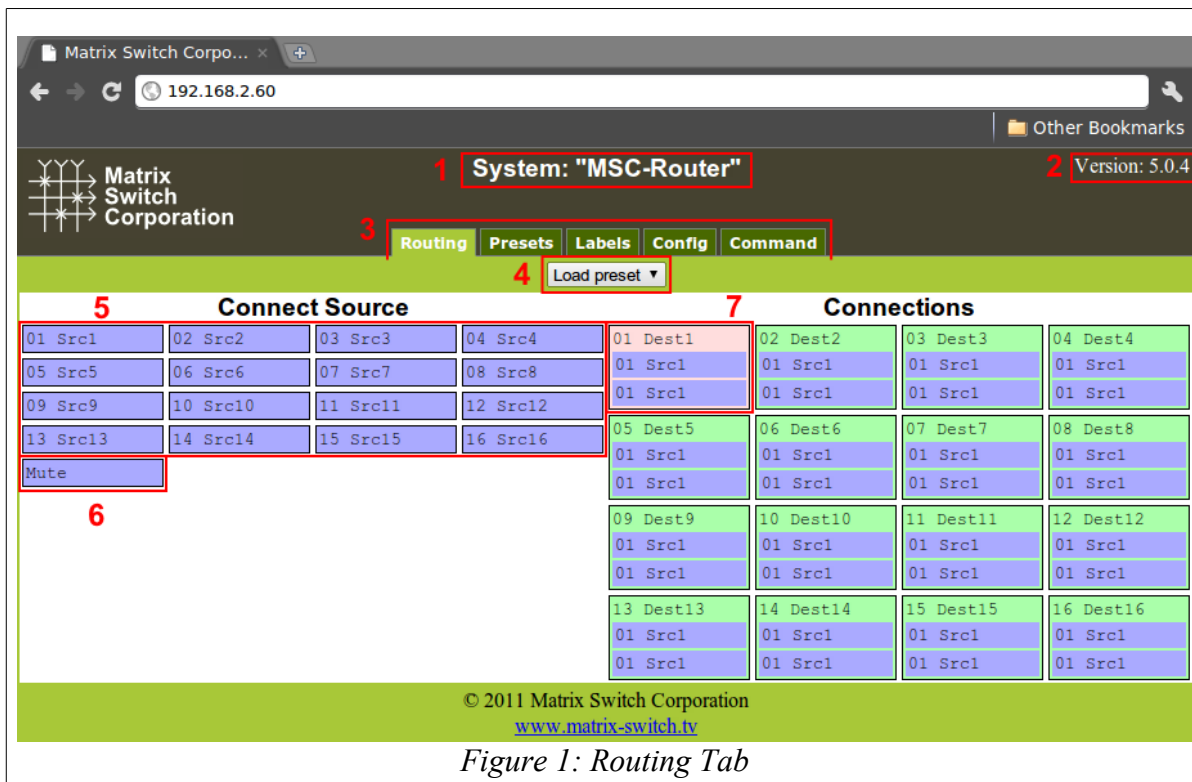 Matrix Switch Corpo... × +
192.168.2.60
Other Bookmarks
Matrix
Switch
Corporation
1 System: "MSC-Router"
2 Version: 5.0.4
3 Routing Presets Labels Config Command
4 Load preset ▼
5 Connect Source
7 Connections
01 Src1 02 Src2 03 Src3 04 Src4
05 Src5 06 Src6 07 Src7 08 Src8
09 Src9 10 Src10 11 Src11 12 Src12
13 Src13 14 Src14 15 Src15 16 Src16
Mute
6
01 Dest1 02 Dest2 03 Dest3 04 Dest4
01 Src1 01 Src1 01 Src1 01 Src1
01 Src1 01 Src1 01 Src1 01 Src1
05 Dest5 06 Dest6 07 Dest7 08 Dest8
01 Src1 01 Src1 01 Src1 01 Src1
01 Src1 01 Src1 01 Src1 01 Src1
09 Dest9 10 Dest10 11 Dest11 12 Dest12
01 Src1 01 Src1 01 Src1 01 Src1
01 Src1 01 Src1 01 Src1 01 Src1
13 Dest13 14 Dest14 15 Dest15 16 Dest16
01 Src1 01 Src1 01 Src1 01 Src1
01 Src1 01 Src1 01 Src1 01 Src1
© 2011 Matrix Switch Corporation
www.matrix-switch.tv
Figure 1: Routing Tab